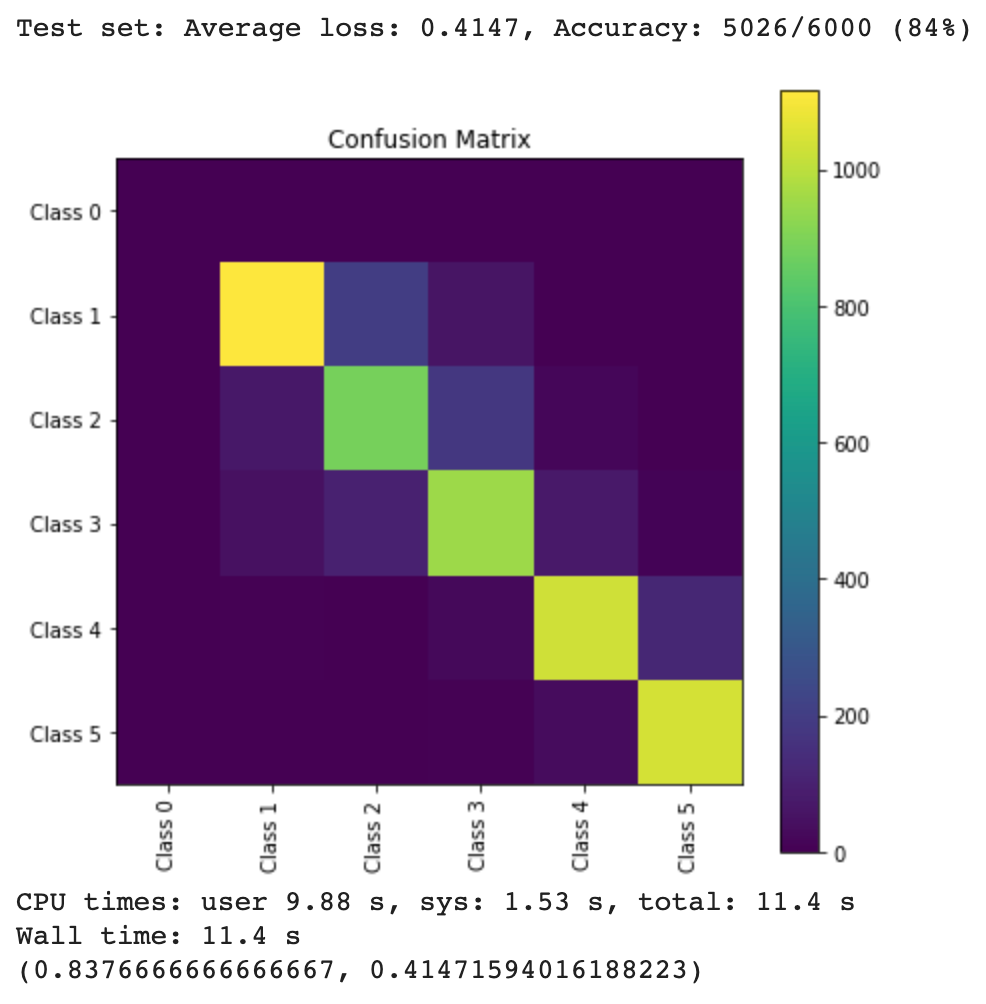 Test set: Average loss: 0.4147, Accuracy: 5026/6000 (84%)
Confusion Matrix
Class 0
Class 1
Class 2
Class 3
Class 4
Class 5
Class 0
Class 1
Class 2
Class 3
Class 4
Class 5
1000
800
600
400
200
0
CPU times: user 9.88 s, sys: 1.53 s, total: 11.4 s
Wall time: 11.4 s
(0.8376666666666667, 0.41471594016188223)